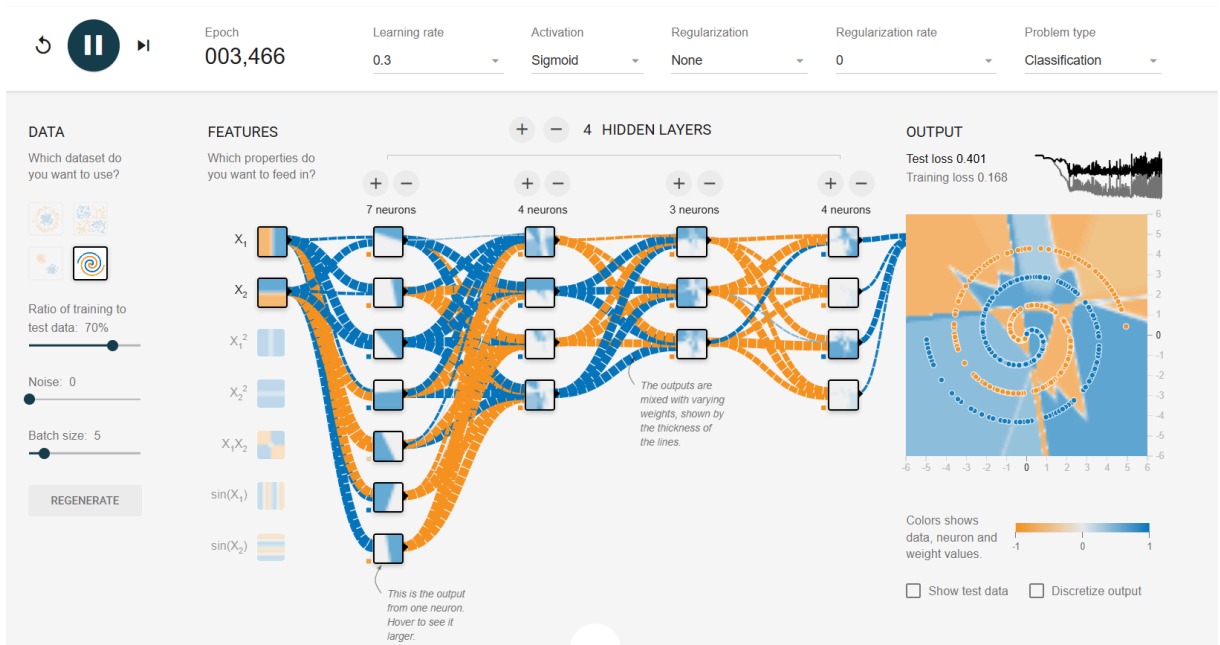 Epoch
003,466
Learning rate
0.3
Activation
Sigmoid
Regularization
None
Regularization rate
0
Problem type
Classification
DATA
Which dataset do
you want to use?
Ratio of training to
test data: 70%
Noise: 0
Batch size: 5
REGENERATE
FEATURES
Which properties do
you want to feed in?
X₁
X₂
X₁²
X₂²
X₁X₂
sin(X₁)
sin(X₂)
+ − 4 HIDDEN LAYERS
+ −
7 neurons
+ −
4 neurons
+ −
3 neurons
+ −
4 neurons
This is the output
from one neuron.
Hover to see it
larger.
The outputs are
mixed with varying
weights, shown by
the thickness of
the lines.
OUTPUT
Test loss 0.401
Training loss 0.168
6
5
4
3
2
1
0
-1
-2
-3
-4
-5
-6
-6 -5 -4 -3 -2 -1 0 1 2 3 4 5 6
Colors shows
data, neuron and
weight values.
-1 0 1
Show test data
Discretize output